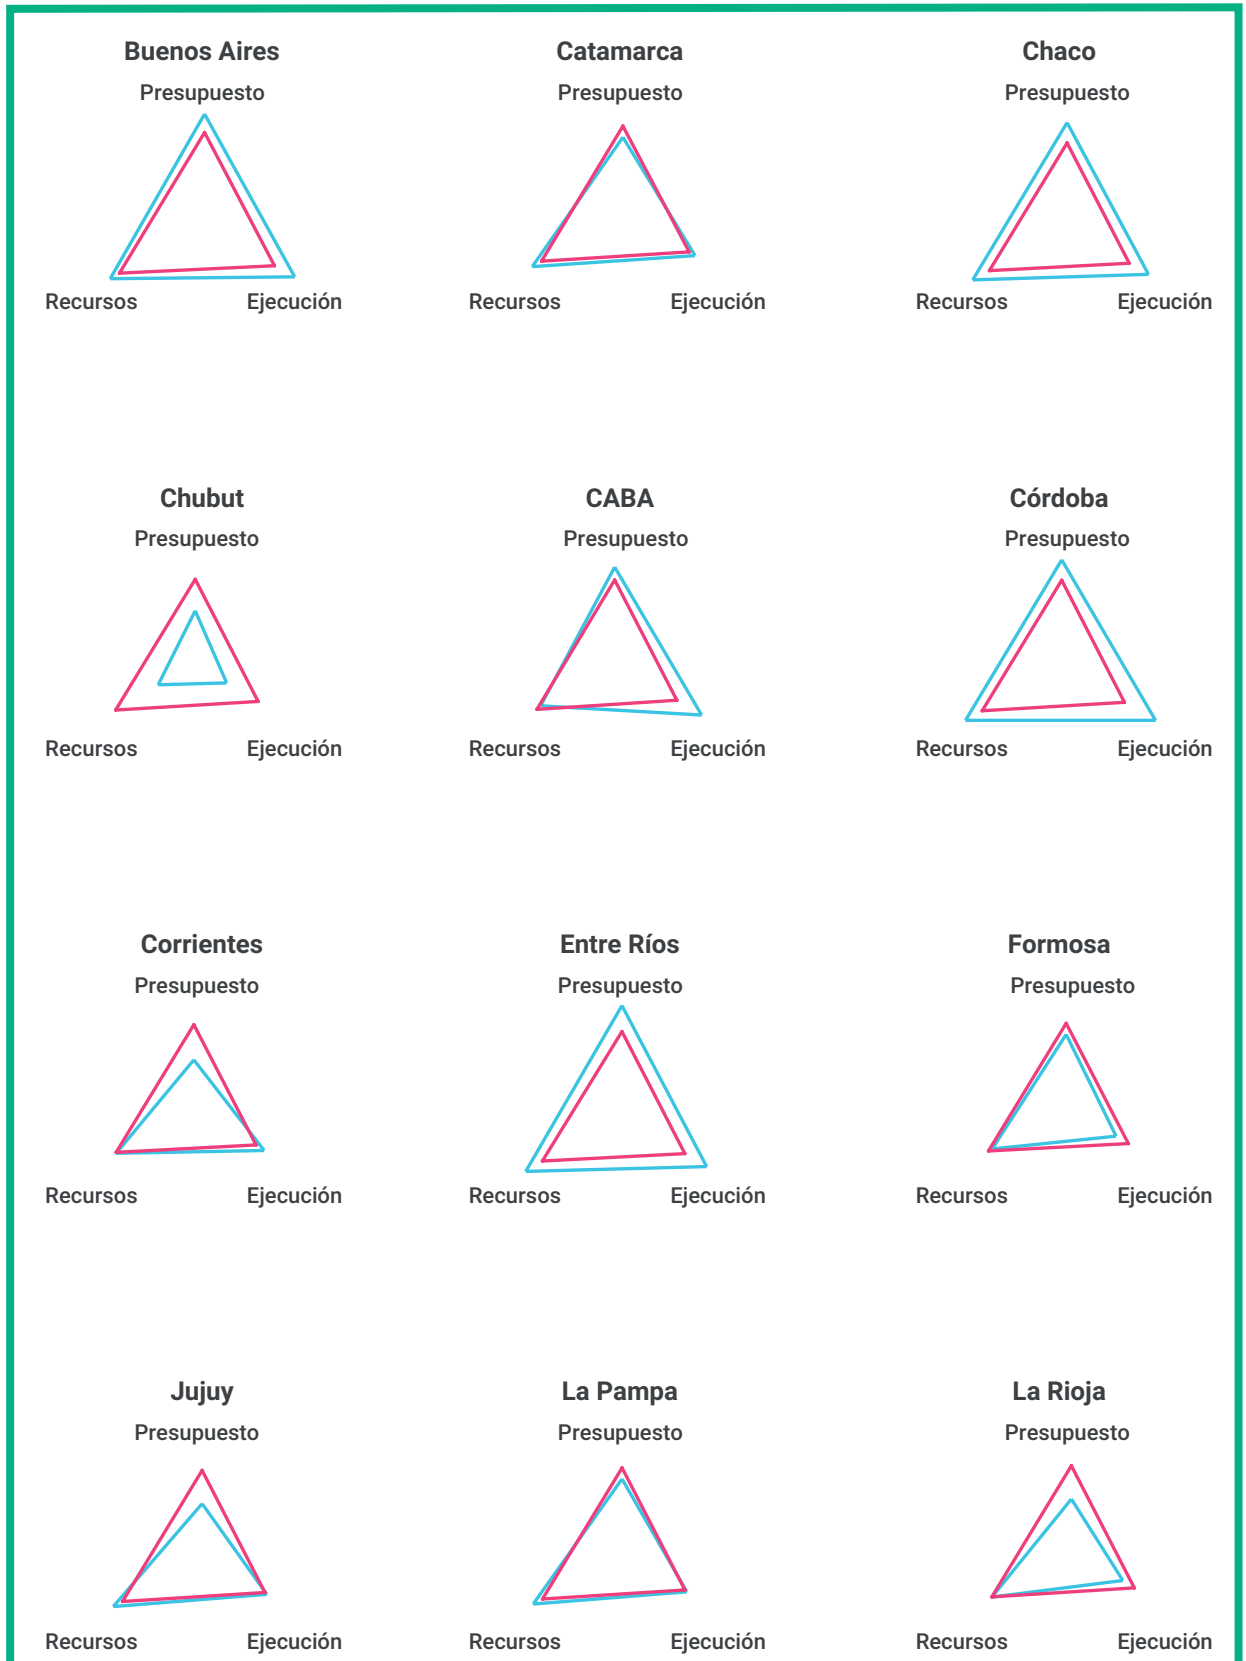 Buenos Aires
Presupuesto
Recursos
Ejecución
Catamarca
Presupuesto
Recursos
Ejecución
Chaco
Presupuesto
Recursos
Ejecución
Chubut
Presupuesto
Recursos
Ejecución
CABA
Presupuesto
Recursos
Ejecución
Córdoba
Presupuesto
Recursos
Ejecución
Corrientes
Presupuesto
Recursos
Ejecución
Entre Ríos
Presupuesto
Recursos
Ejecución
Formosa
Presupuesto
Recursos
Ejecución
Jujuy
Presupuesto
Recursos
Ejecución
La Pampa
Presupuesto
Recursos
Ejecución
La Rioja
Presupuesto
Recursos
Ejecución